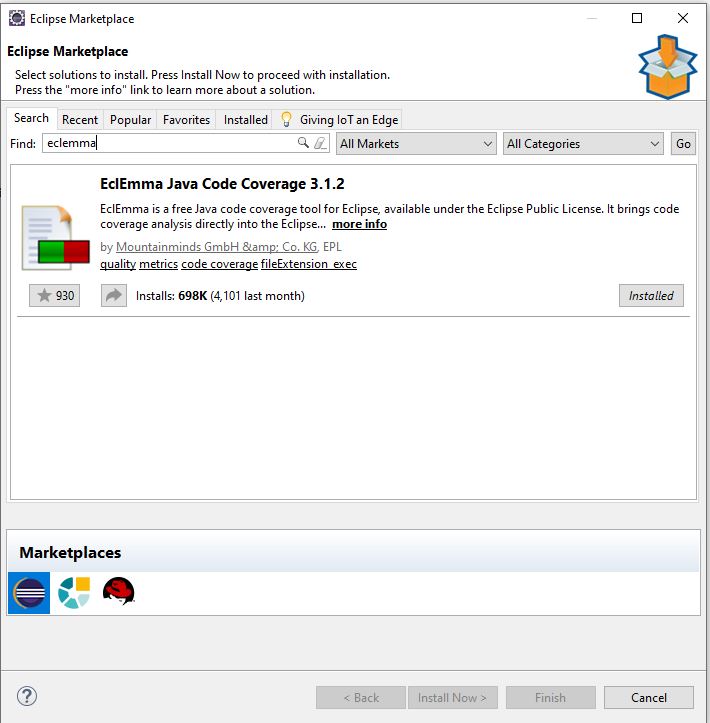 Eclipse Marketplace
Eclipse Marketplace
Select solutions to install. Press Install Now to proceed with installation.
Press the "more info" link to learn more about a solution.
Search Recent Popular Favorites Installed Giving IoT an Edge
Find: eclemma All Markets All Categories Go
EclEmma Java Code Coverage 3.1.2
EclEmma is a free Java code coverage tool for Eclipse, available under the Eclipse Public License. It brings code
coverage analysis directly into the Eclipse... more info
by Mountainminds GmbH &amp; Co. KG, EPL
quality metrics code coverage fileExtension_exec
930 Installs: 698K (4,101 last month) Installed
Marketplaces
? < Back Install Now > Finish Cancel